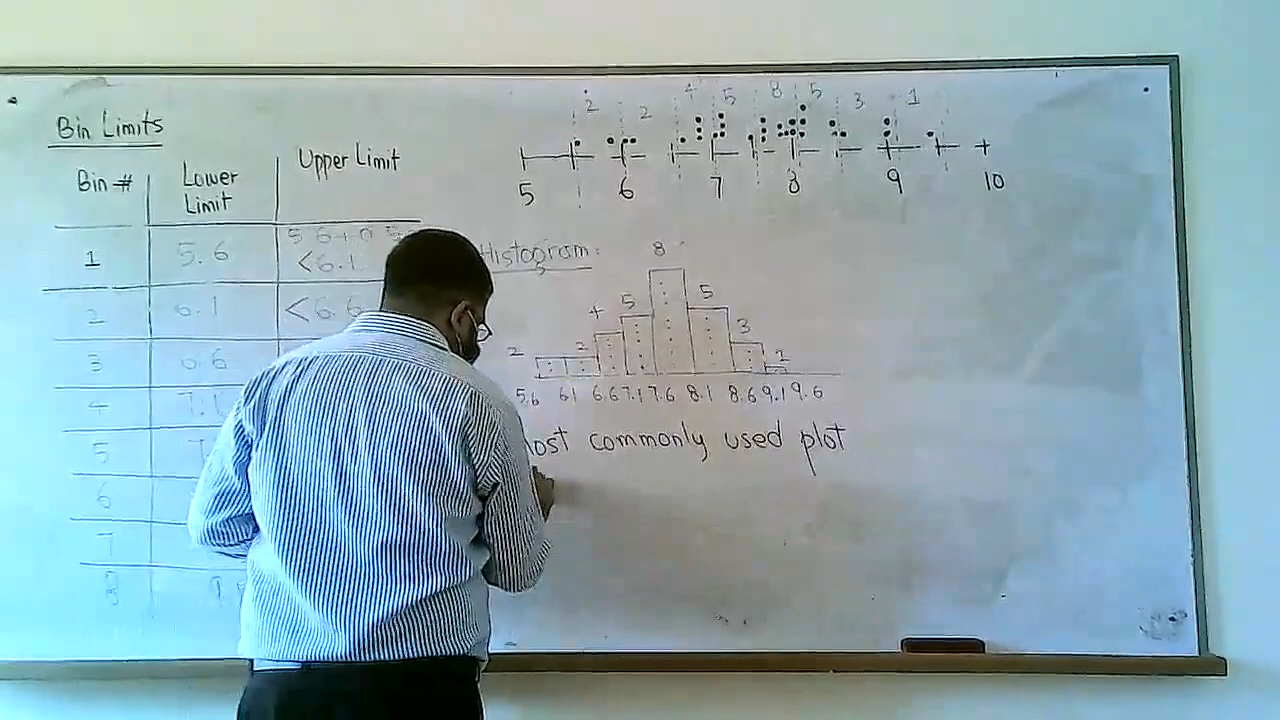 Bin Limits
Bin # Lower Limit Upper Limit
1 5.6 <6.1
2 6.1 <6.6
3 6.6
4
5
6
7
8
2 2 4 5 8 5 3 1
5 6 7 8 9 10
Histogram:
2 2 4 5 8 5 3 1
5.6 6.1 6.6 7.1 7.6 8.1 8.6 9.1 9.6
commonly used plot